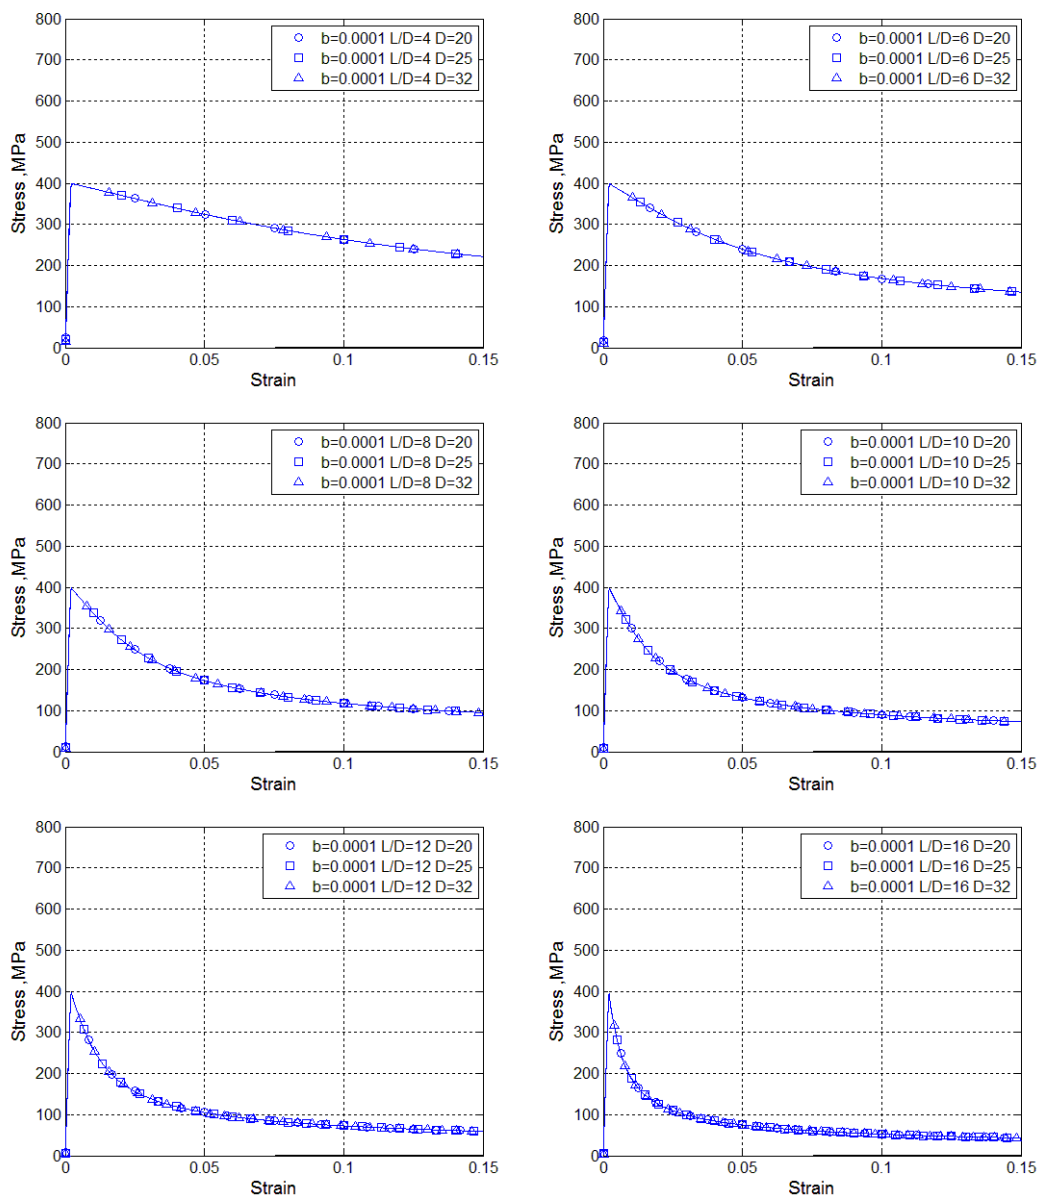 800
700
600
500
400
300
200
100
0
Stress ,MPa
b=0.0001 L/D=4 D=20
b=0.0001 L/D=4 D=25
b=0.0001 L/D=4 D=32
0 0.05 0.1 0.15
Strain
800
700
600
500
400
300
200
100
0
Stress ,MPa
b=0.0001 L/D=6 D=20
b=0.0001 L/D=6 D=25
b=0.0001 L/D=6 D=32
0 0.05 0.1 0.15
Strain
800
700
600
500
400
300
200
100
0
Stress ,MPa
b=0.0001 L/D=8 D=20
b=0.0001 L/D=8 D=25
b=0.0001 L/D=8 D=32
0 0.05 0.1 0.15
Strain
800
700
600
500
400
300
200
100
0
Stress ,MPa
b=0.0001 L/D=10 D=20
b=0.0001 L/D=10 D=25
b=0.0001 L/D=10 D=32
0 0.05 0.1 0.15
Strain
800
700
600
500
400
300
200
100
0
Stress ,MPa
b=0.0001 L/D=12 D=20
b=0.0001 L/D=12 D=25
b=0.0001 L/D=12 D=32
0 0.05 0.1 0.15
Strain
800
700
600
500
400
300
200
100
0
Stress ,MPa
b=0.0001 L/D=16 D=20
b=0.0001 L/D=16 D=25
b=0.0001 L/D=16 D=32
0 0.05 0.1 0.15
Strain